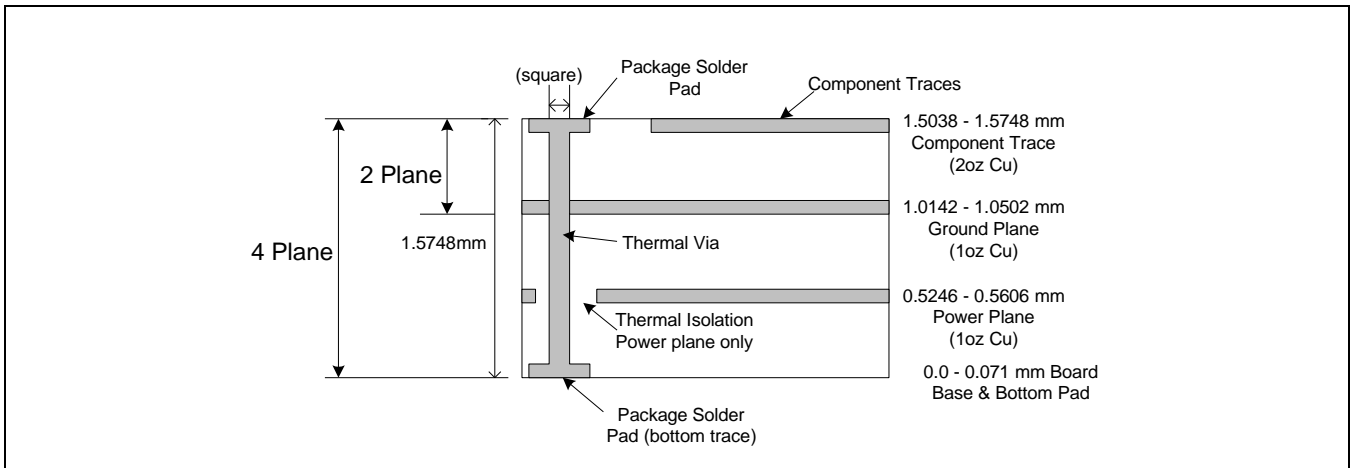 (square)
Package Solder
Pad
Component Traces
1.5038 - 1.5748 mm
Component Trace
(2oz Cu)
2 Plane
1.0142 - 1.0502 mm
Ground Plane
(1oz Cu)
4 Plane
1.5748mm
Thermal Via
0.5246 - 0.5606 mm
Power Plane
(1oz Cu)
Thermal Isolation
Power plane only
0.0 - 0.071 mm Board
Base & Bottom Pad
Package Solder
Pad (bottom trace)